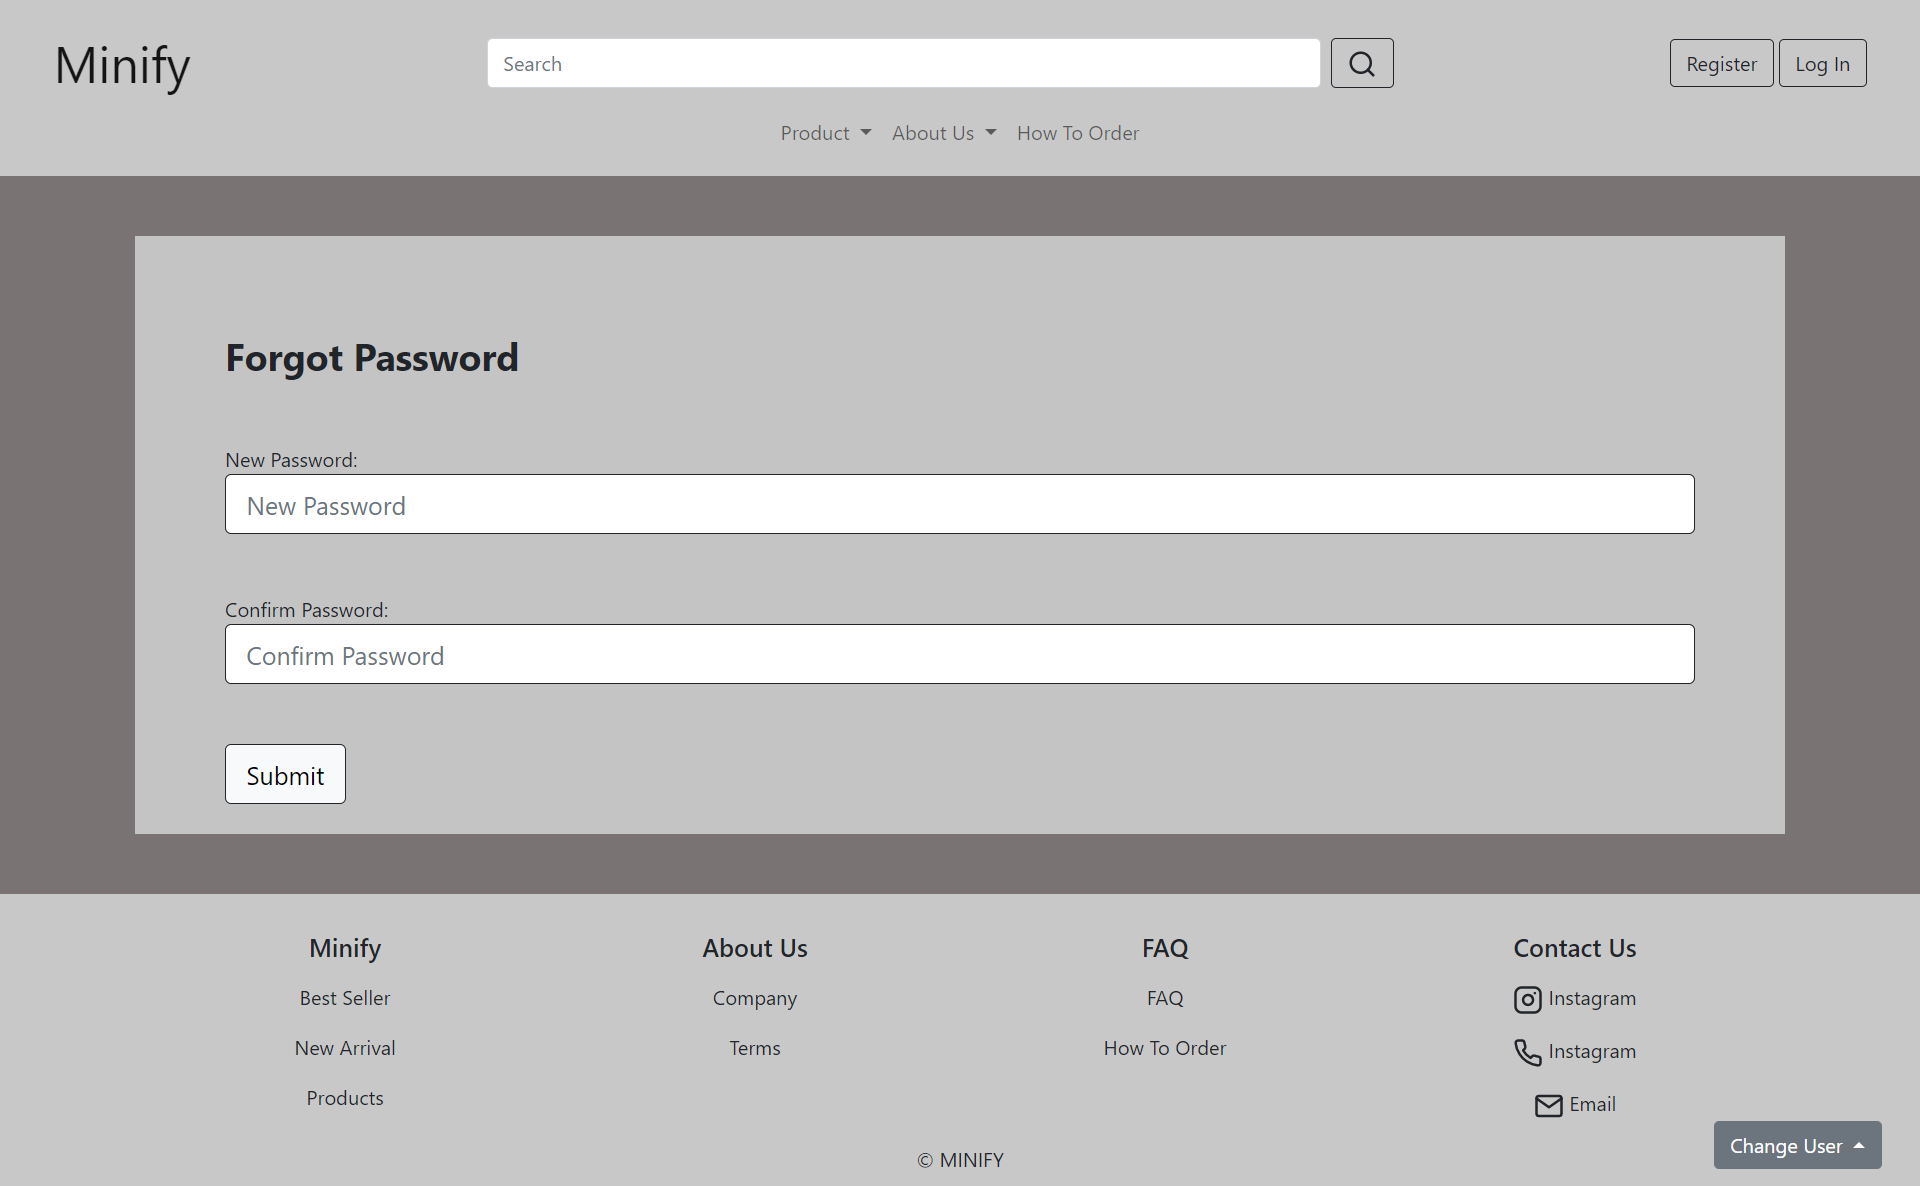 Minify
Search
Register
Log In
Product
About Us
How To Order
Forgot Password
New Password:
New Password
Confirm Password:
Confirm Password
Submit
Minify
Best Seller
New Arrival
Products
About Us
Company
Terms
FAQ
FAQ
How To Order
Contact Us
Instagram
Instagram
Email
© MINIFY
Change User